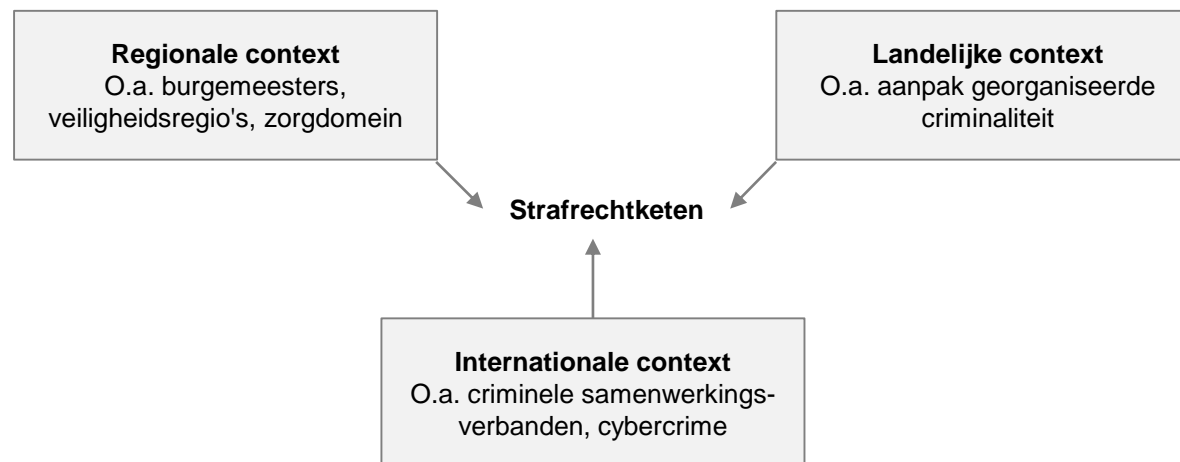 Regionale context
O.a. burgemeesters,
veiligheidsregio's, zorgdomein
Landelijke context
O.a. aanpak georganiseerde
criminaliteit
Strafrechtketen
Internationale context
O.a. criminele samenwerkings-
verbanden, cybercrime